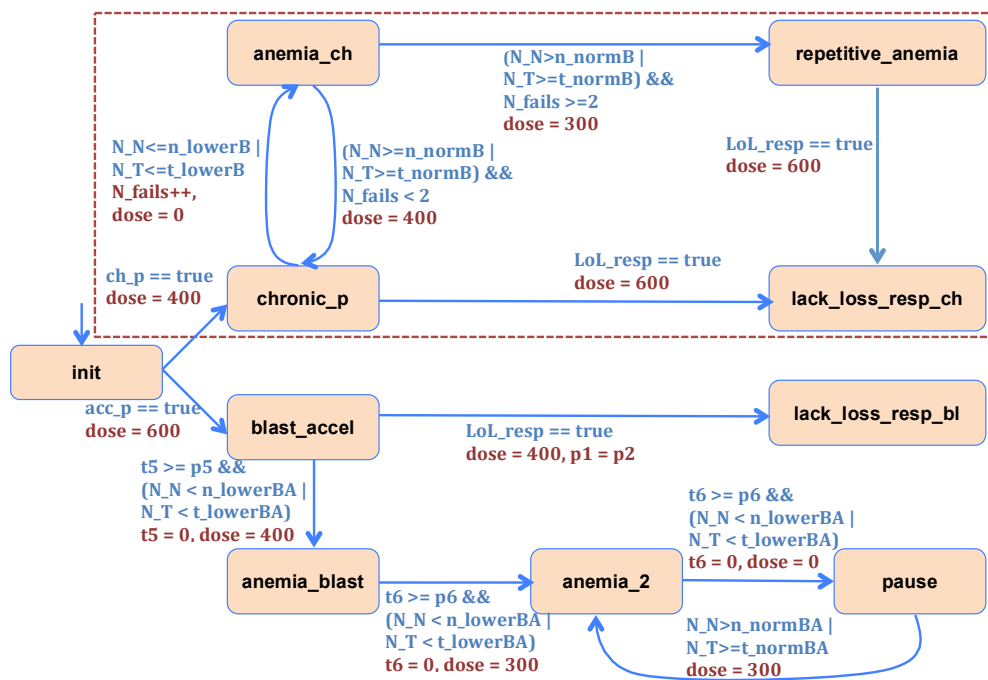 anemia_ch
repetitive_anemia
(N_N>n_normB |
N_T>=t_normB) &&
N_fails >=2
dose = 300
N_N<=n_lowerB |
N_T<=t_lowerB
N_fails++,
dose = 0
(N_N>=n_normB |
N_T>=t_normB) &&
N_fails < 2
dose = 400
LoL_resp == true
dose = 600
ch_p == true
dose = 400
chronic_p
LoL_resp == true
dose = 600
lack_loss_resp_ch
init
acc_p == true
dose = 600
blast_accel
LoL_resp == true
dose = 400, p1 = p2
lack_loss_resp_bl
t5 >= p5 &&
(N_N < n_lowerBA |
N_T < t_lowerBA)
t5 = 0, dose = 400
anemia_blast
t6 >= p6 &&
(N_N < n_lowerBA |
N_T < t_lowerBA)
t6 = 0, dose = 300
anemia_2
t6 >= p6 &&
(N_N < n_lowerBA |
N_T < t_lowerBA)
t6 = 0, dose = 0
pause
N_N>n_normBA |
N_T>=t_normBA
dose = 300